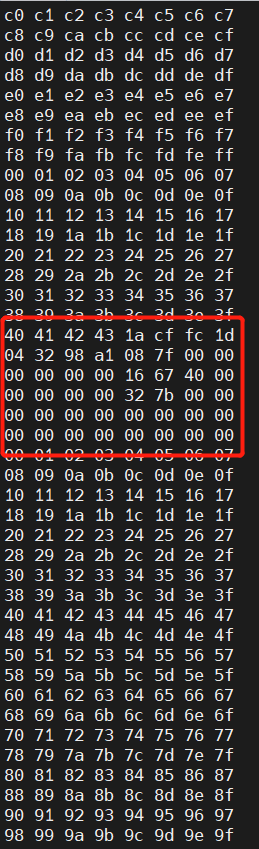 c0 c1 c2 c3 c4 c5 c6 c7
c8 c9 ca cb cc cd ce cf
d0 d1 d2 d3 d4 d5 d6 d7
d8 d9 da db dc dd de df
e0 e1 e2 e3 e4 e5 e6 e7
e8 e9 ea eb ec ed ee ef
f0 f1 f2 f3 f4 f5 f6 f7
f8 f9 fa fb fc fd fe ff
00 01 02 03 04 05 06 07
08 09 0a 0b 0c 0d 0e 0f
10 11 12 13 14 15 16 17
18 19 1a 1b 1c 1d 1e 1f
20 21 22 23 24 25 26 27
28 29 2a 2b 2c 2d 2e 2f
30 31 32 33 34 35 36 37
38 39 3a 3b 3c 3d 3e 3f
40 41 42 43 1a cf fc 1d
04 32 98 a1 08 7f 00 00
00 00 00 00 16 67 40 00
00 00 00 00 32 7b 00 00
00 00 00 00 00 00 00 00
00 00 00 00 00 00 00 00
00 01 02 03 04 05 06 07
08 09 0a 0b 0c 0d 0e 0f
10 11 12 13 14 15 16 17
18 19 1a 1b 1c 1d 1e 1f
20 21 22 23 24 25 26 27
28 29 2a 2b 2c 2d 2e 2f
30 31 32 33 34 35 36 37
38 39 3a 3b 3c 3d 3e 3f
40 41 42 43 44 45 46 47
48 49 4a 4b 4c 4d 4e 4f
50 51 52 53 54 55 56 57
58 59 5a 5b 5c 5d 5e 5f
60 61 62 63 64 65 66 67
68 69 6a 6b 6c 6d 6e 6f
70 71 72 73 74 75 76 77
78 79 7a 7b 7c 7d 7e 7f
80 81 82 83 84 85 86 87
88 89 8a 8b 8c 8d 8e 8f
90 91 92 93 94 95 96 97
98 99 9a 9b 9c 9d 9e 9f